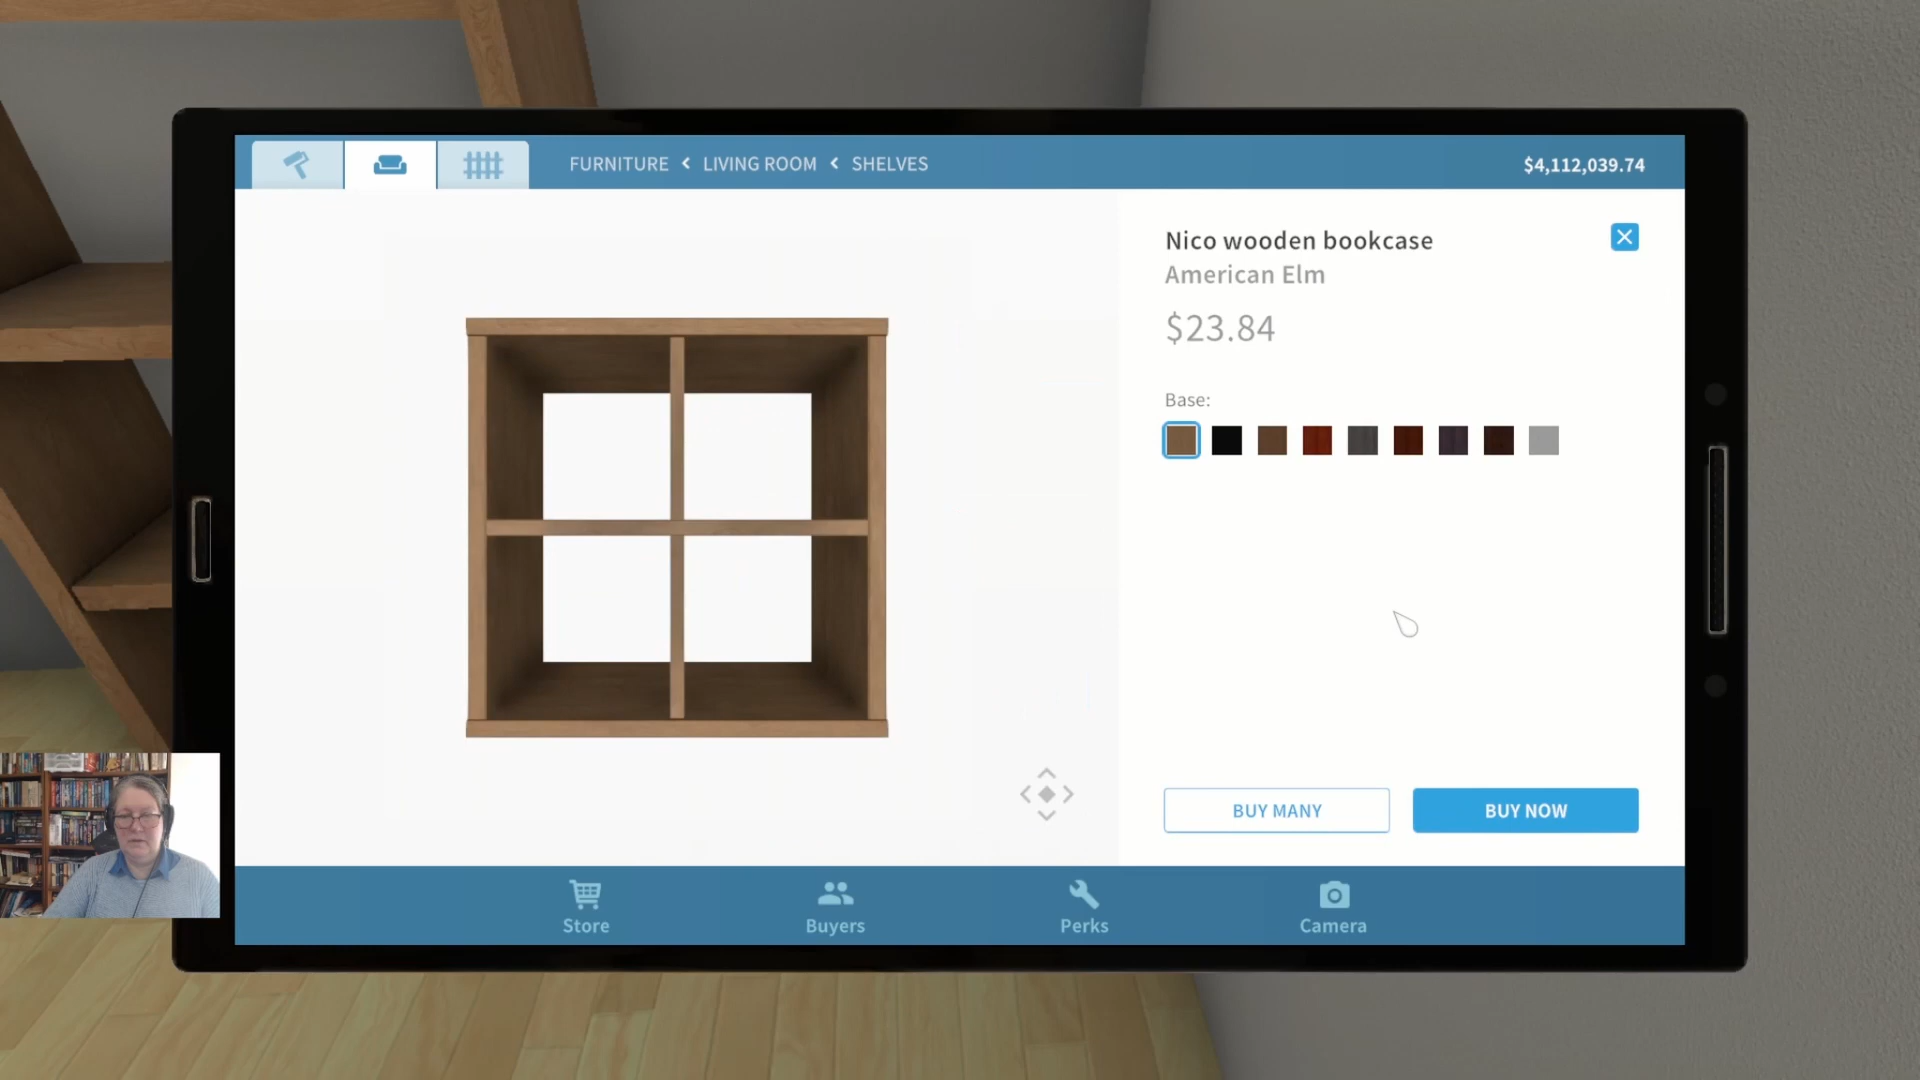 FURNITURE < LIVING ROOM < SHELVES
$4,112,039.74
Nico wooden bookcase
American Elm
$23.84
Base:
BUY MANY
BUY NOW
Store
Buyers
Perks
Camera